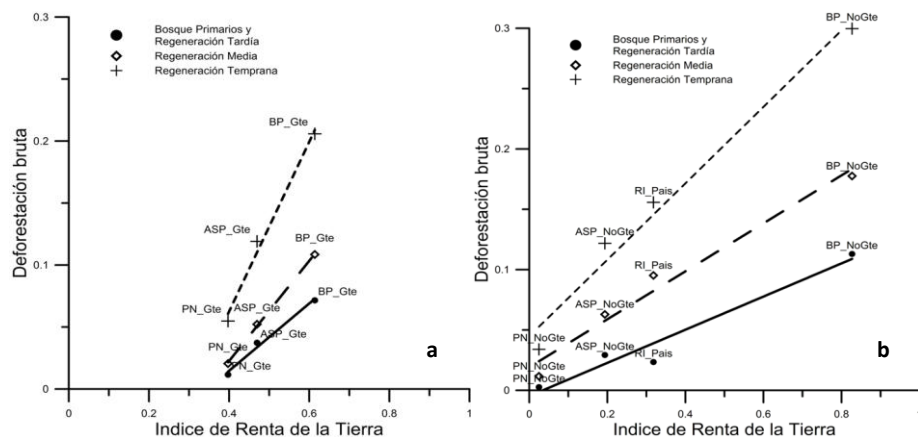 a
0.3
Bosque Primarios y
Regeneración Tardía
Regeneración Media
Regeneración Temprana
BP_Gte
0.2
Deforestación bruta
ASP_Gte
BP_Gte
0.1
BP_Gte
PN_Gte
ASP_Gte
ASP_Gte
PN_Gte
PN_Gte
0
0 0.2 0.4 0.6 0.8 1
Indice de Renta de la Tierra
a
0.3
BP_NoGte
Bosque Primarios y
Regeneración Tardía
Regeneración Media
Regeneración Temprana
0.2
Deforestación bruta
BP_NoGte
RI_Pais
ASP_NoGte
BP_NoGte
RI_Pais
0.1
ASP_NoGte
PN_NoGte
ASP_NoGte
RI_Pais
PN_NoGte
PN_NoGte
0
0 0.2 0.4 0.6 0.8 1
Indice de Renta de la Tierra
b